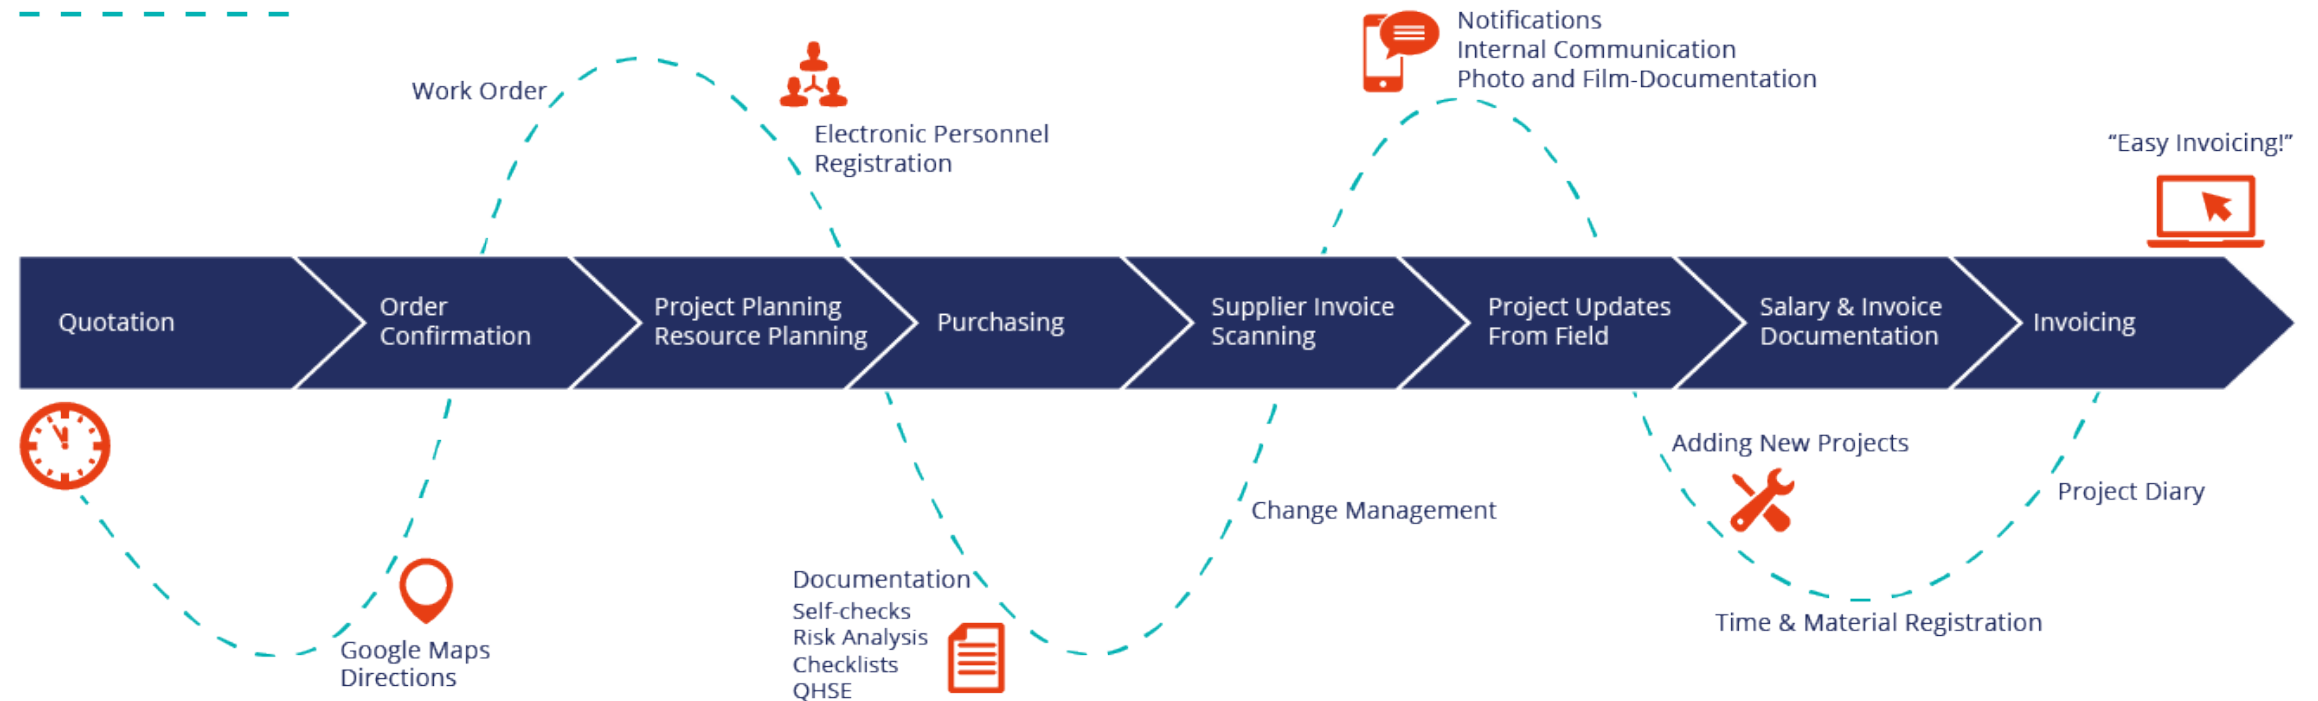 Notifications
Internal Communication
Photo and Film-Documentation
Work Order
Electronic Personnel
Registration
“Easy Invoicing!”
Quotation
Order
Confirmation
Project Planning
Resource Planning
Purchasing
Supplier Invoice
Scanning
Project Updates
From Field
Salary & Invoice
Documentation
Invoicing
Google Maps
Directions
Documentation
Self-checks
Risk Analysis
Checklists
QHSE
Change Management
Adding New Projects
Project Diary
Time & Material Registration